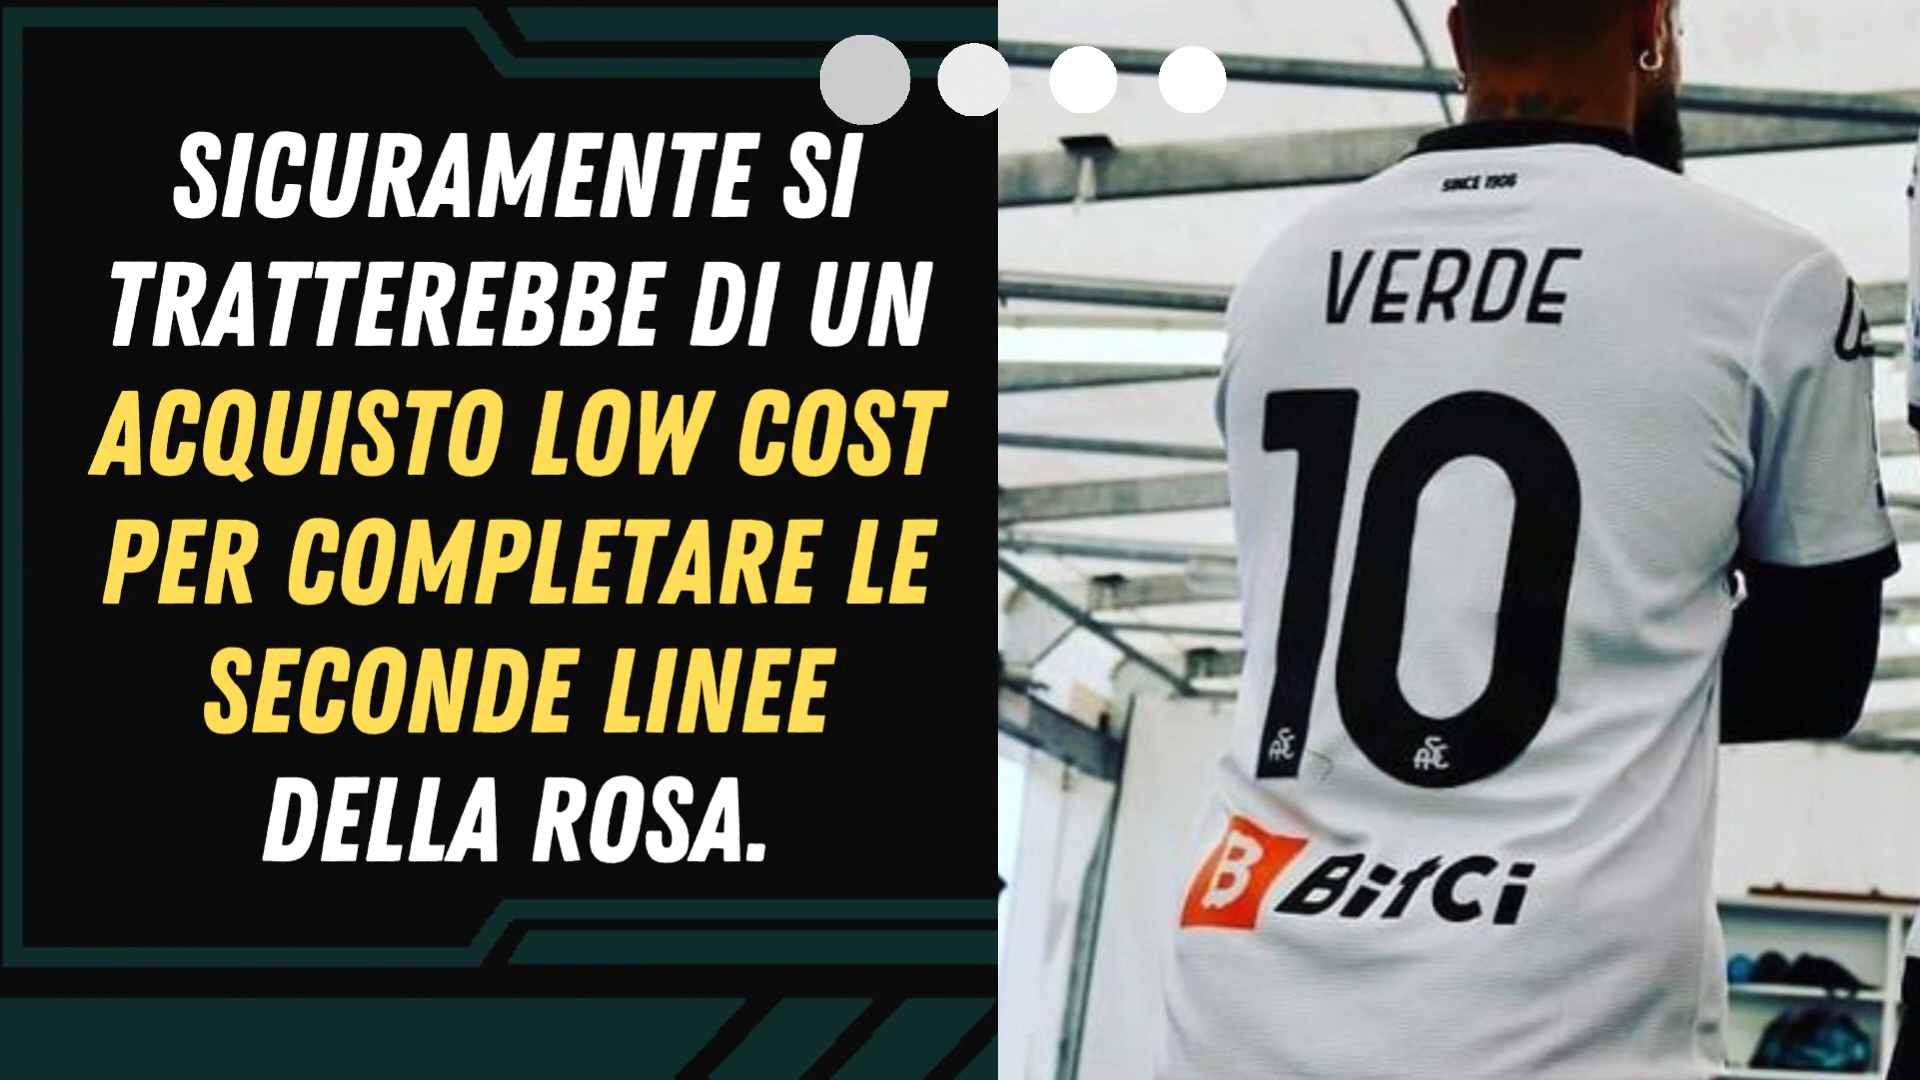 SICURAMENTE SI
TRATTEREBBE DI UN
ACQUISTO LOW COST
PER COMPLETARE LE
SECONDE LINEE
DELLA ROSA.
SINCE 1906
VERDE
10
B BitCi